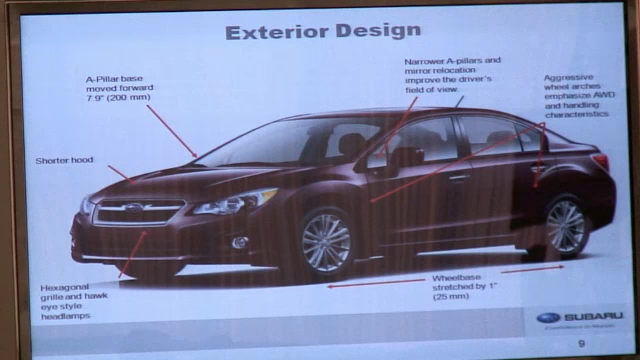 Exterior Design
A-Pillar base
moved forward
7.9" (200 mm)
Narrower A-pillars and
mirror relocation
improve the driver's
field of view.
Aggressive
wheel arches
emphasize AWD
and handling
characteristics
Shorter hood
Hexagonal
grille and hawk
eye style
headlamps
Wheelbase
stretched by 1"
(25 mm)
SUBARU
9